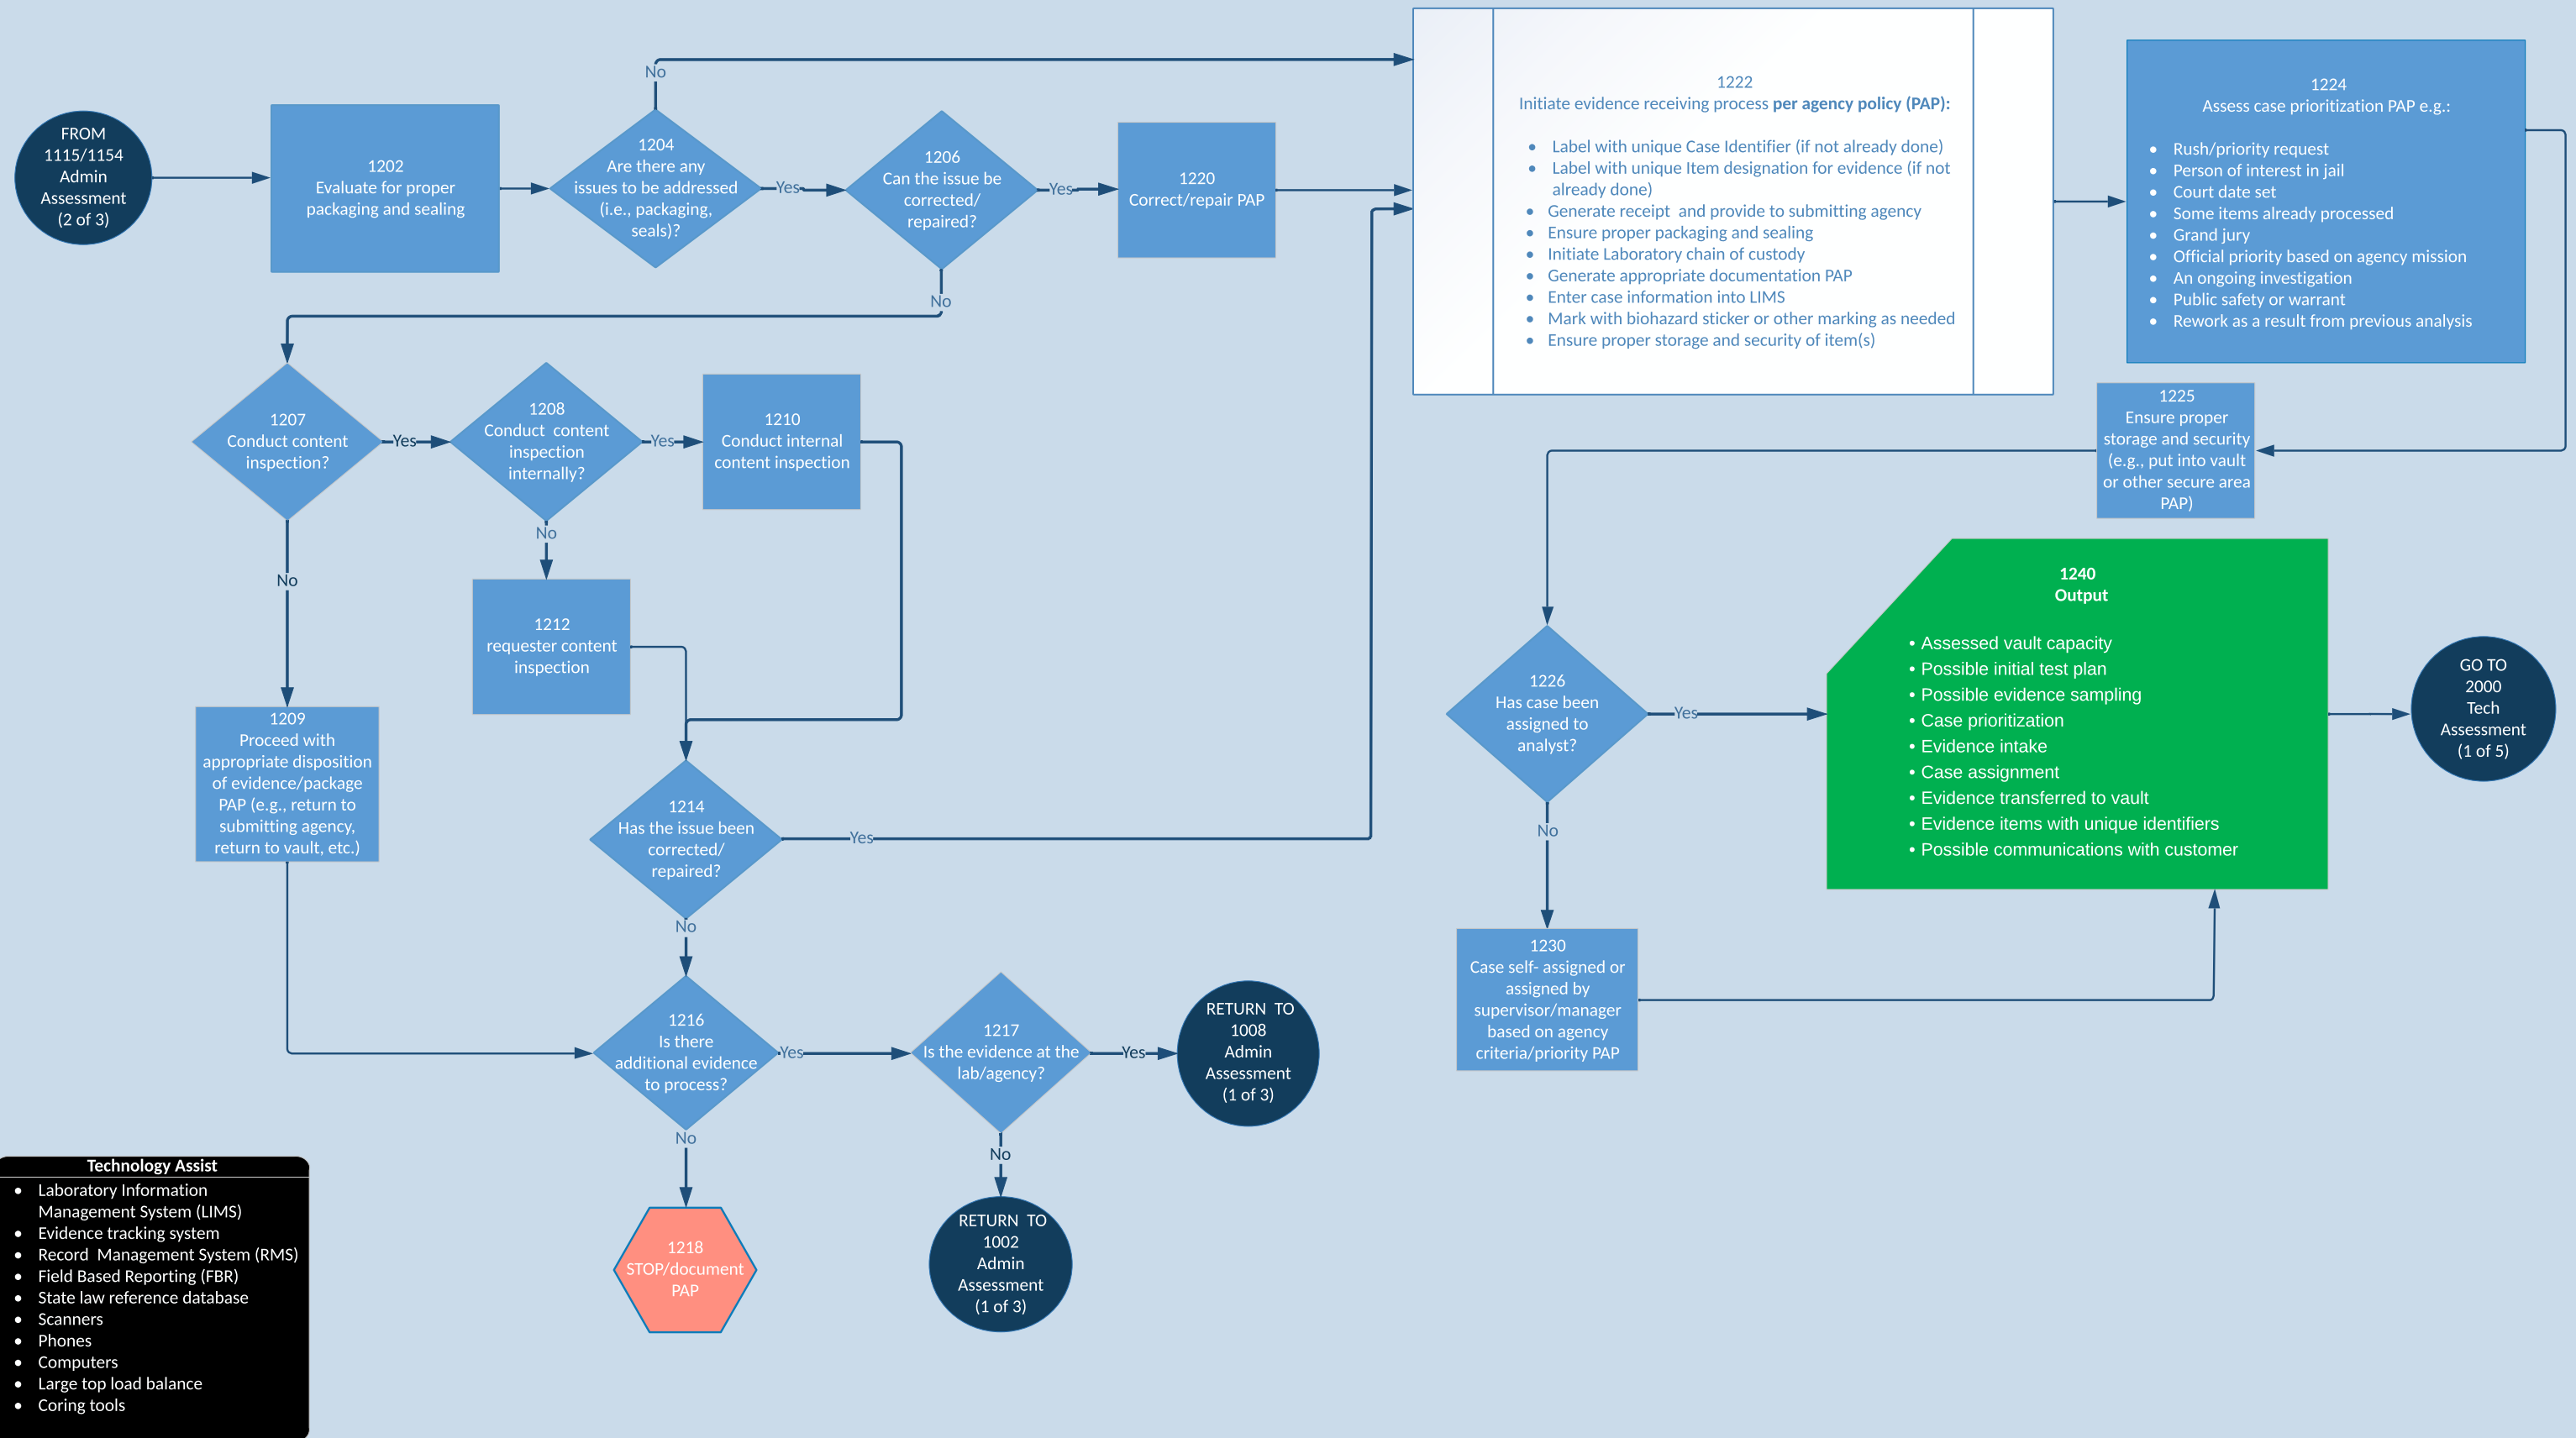 FROM
1115/1154
Admin
Assessment
(2 of 3)
1202
Evaluate for proper
packaging and sealing
1204
Are there any
issues to be addressed
(i.e., packaging,
seals)?
No
Yes
1206
Can the issue be
corrected/
repaired?
Yes
No
1220
Correct/repair PAP
1222
Initiate evidence receiving process per agency policy (PAP):
• Label with unique Case Identifier (if not already done)
• Label with unique Item designation for evidence (if not
already done)
• Generate receipt and provide to submitting agency
• Ensure proper packaging and sealing
• Initiate Laboratory chain of custody
• Generate appropriate documentation PAP
• Enter case information into LIMS
• Mark with biohazard sticker or other marking as needed
• Ensure proper storage and security of item(s)
1224
Assess case prioritization PAP e.g.:
• Rush/priority request
• Person of interest in jail
• Court date set
• Some items already processed
• Grand jury
• Official priority based on agency mission
• An ongoing investigation
• Public safety or warrant
• Rework as a result from previous analysis
1225
Ensure proper
storage and security
(e.g., put into vault
or other secure area
PAP)
1207
Conduct content
inspection?
Yes
No
1208
Conduct content
inspection
internally?
Yes
No
1210
Conduct internal
content inspection
1212
requester content
inspection
1209
Proceed with
appropriate disposition
of evidence/package
PAP (e.g., return to
submitting agency,
return to vault, etc.)
1214
Has the issue been
corrected/
repaired?
Yes
No
1216
Is there
additional evidence
to process?
Yes
No
1217
Is the evidence at the
lab/agency?
Yes
No
RETURN TO
1008
Admin
Assessment
(1 of 3)
RETURN TO
1002
Admin
Assessment
(1 of 3)
1218
STOP/document
PAP
1226
Has case been
assigned to
analyst?
Yes
No
1230
Case self- assigned or
assigned by
supervisor/manager
based on agency
criteria/priority PAP
1240
Output
• Assessed vault capacity
• Possible initial test plan
• Possible evidence sampling
• Case prioritization
• Evidence intake
• Case assignment
• Evidence transferred to vault
• Evidence items with unique identifiers
• Possible communications with customer
GO TO
2000
Tech
Assessment
(1 of 5)
Technology Assist
• Laboratory Information
Management System (LIMS)
• Evidence tracking system
• Record Management System (RMS)
• Field Based Reporting (FBR)
• State law reference database
• Scanners
• Phones
• Computers
• Large top load balance
• Coring tools